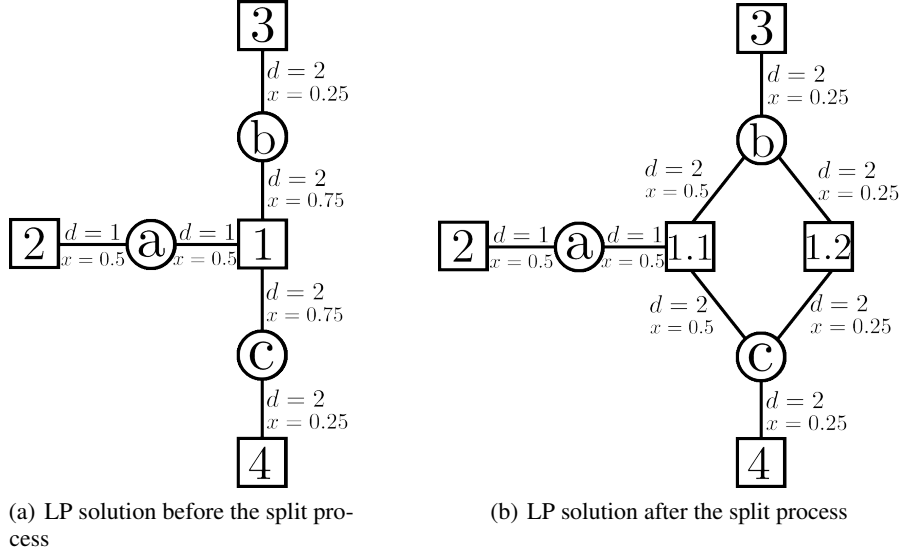 3
d = 2
x = 0.25
b
d = 2
x = 0.75
2
d = 1
x = 0.5
a
d = 1
x = 0.5
1
d = 2
x = 0.75
c
d = 2
x = 0.25
4
(a) LP solution before the split pro-
cess
3
d = 2
x = 0.25
b
d = 2
x = 0.5
d = 2
x = 0.25
2
d = 1
x = 0.5
a
d = 1
x = 0.5
1.1
1.2
d = 2
x = 0.5
d = 2
x = 0.25
c
d = 2
x = 0.25
4
(b) LP solution after the split process